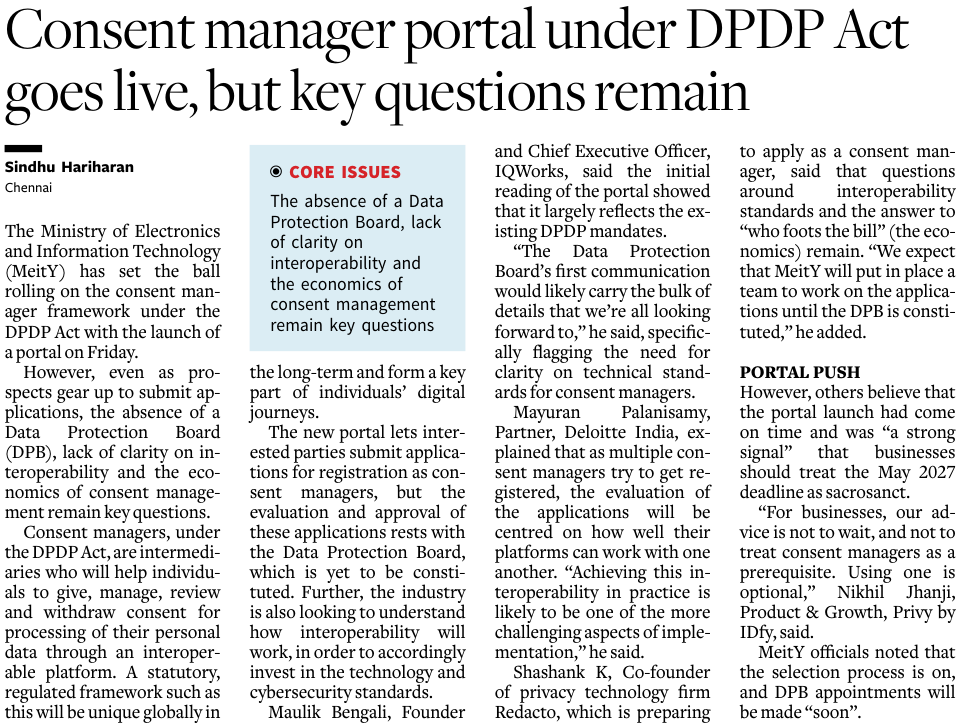 Consent manager portal under DPDP Act
goes live, but key questions remain
Sindhu Hariharan
Chennai
The Ministry of Electronics
and Information Technology
(MeitY) has set the ball
rolling on the consent man-
ager framework under the
DPDP Act with the launch of
a portal on Friday.
However, even as pro-
spects gear up to submit ap-
plications, the absence of a
Data Protection Board
(DPB), lack of clarity on in-
teroperability and the eco-
nomics of consent manage-
ment remain key questions.
Consent managers, under
the DPDP Act, are intermedi-
aries who will help individu-
als to give, manage, review
and withdraw consent for
processing of their personal
data through an interoper-
able platform. A statutory,
regulated framework such as
this will be unique globally in
CORE ISSUES
The absence of a Data
Protection Board, lack
of clarity on
interoperability and
the economics of
consent management
remain key questions
the long-term and form a key
part of individuals’ digital
journeys.
The new portal lets inter-
ested parties submit applica-
tions for registration as con-
sent managers, but the
evaluation and approval of
these applications rests with
the Data Protection Board,
which is yet to be consti-
tuted. Further, the industry
is also looking to understand
how interoperability will
work, in order to accordingly
invest in the technology and
cybersecurity standards.
Maulik Bengali, Founder
and Chief Executive Officer,
IQWorks, said the initial
reading of the portal showed
that it largely reflects the ex-
isting DPDP mandates.
“The Data Protection
Board’s first communication
would likely carry the bulk of
details that we’re all looking
forward to,” he said, specific-
ally flagging the need for
clarity on technical stand-
ards for consent managers.
Mayuran Palanisamy,
Partner, Deloitte India, ex-
plained that as multiple con-
sent managers try to get re-
gistered, the evaluation of
the applications will be
centred on how well their
platforms can work with one
another. “Achieving this in-
teroperability in practice is
likely to be one of the more
challenging aspects of imple-
mentation,” he said.
Shashank K, Co-founder
of privacy technology firm
Redacto, which is preparing
to apply as a consent man-
ager, said that questions
around interoperability
standards and the answer to
“who foots the bill” (the eco-
nomics) remain. “We expect
that MeitY will put in place a
team to work on the applica-
tions until the DPB is consti-
tuted,” he added.
PORTAL PUSH
However, others believe that
the portal launch had come
on time and was “a strong
signal” that businesses
should treat the May 2027
deadline as sacrosanct.
“For businesses, our ad-
vice is not to wait, and not to
treat consent managers as a
prerequisite. Using one is
optional,” Nikhil Jhanji,
Product & Growth, Privy by
IDfy, said.
MeitY officials noted that
the selection process is on,
and DPB appointments will
be made “soon”.